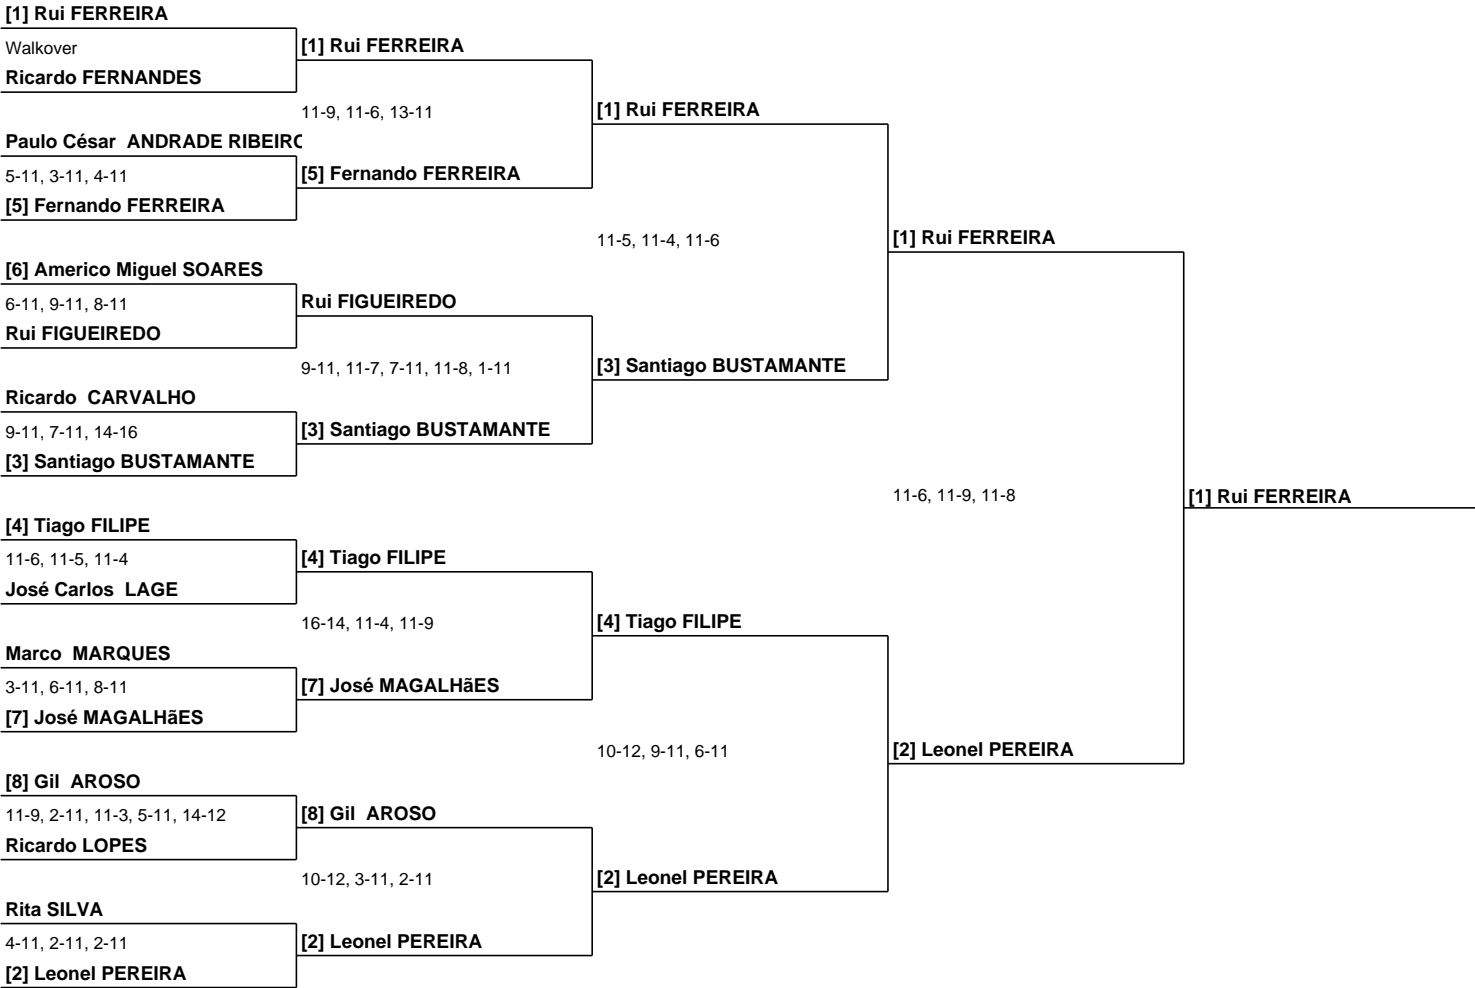 [1] Rui FERREIRA
Walkover
[1] Rui FERREIRA
Ricardo FERNANDES
11-9, 11-6, 13-11
[1] Rui FERREIRA
Paulo César  ANDRADE RIBEIRO
5-11, 3-11, 4-11
[5] Fernando FERREIRA
[5] Fernando FERREIRA
11-5, 11-4, 11-6
[1] Rui FERREIRA
[6] Americo Miguel SOARES
6-11, 9-11, 8-11
Rui FIGUEIREDO
Rui FIGUEIREDO
9-11, 11-7, 7-11, 11-8, 1-11
[3] Santiago BUSTAMANTE
Ricardo  CARVALHO
9-11, 7-11, 14-16
[3] Santiago BUSTAMANTE
[3] Santiago BUSTAMANTE
11-6, 11-9, 11-8
[1] Rui FERREIRA
[4] Tiago FILIPE
11-6, 11-5, 11-4
[4] Tiago FILIPE
José Carlos  LAGE
16-14, 11-4, 11-9
[4] Tiago FILIPE
Marco  MARQUES
3-11, 6-11, 8-11
[7] José MAGALHãES
[7] José MAGALHãES
10-12, 9-11, 6-11
[2] Leonel PEREIRA
[8] Gil  AROSO
11-9, 2-11, 11-3, 5-11, 14-12
[8] Gil  AROSO
Ricardo LOPES
10-12, 3-11, 2-11
[2] Leonel PEREIRA
Rita SILVA
4-11, 2-11, 2-11
[2] Leonel PEREIRA
[2] Leonel PEREIRA